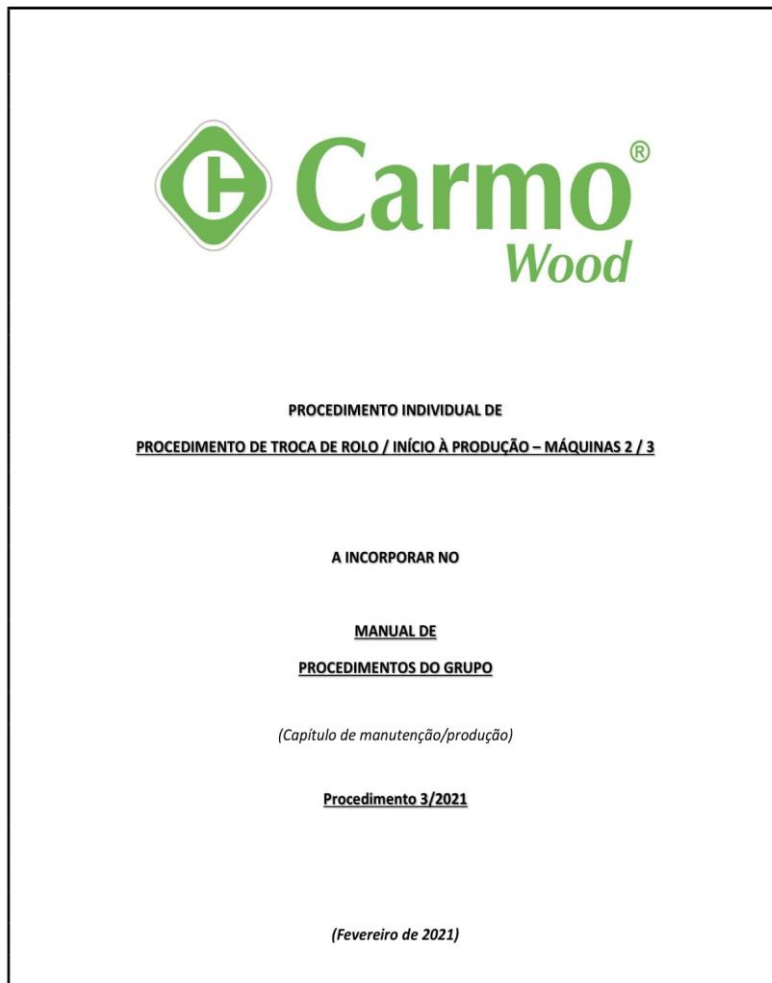 Carmo®
Wood
PROCEDIMENTO INDIVIDUAL DE
PROCEDIMENTO DE TROCA DE ROLO / INÍCIO À PRODUÇÃO – MÁQUINAS 2 / 3
A INCORPORAR NO
MANUAL DE
PROCEDIMENTOS DO GRUPO
(Capítulo de manutenção/produção)
Procedimento 3/2021
(Fevereiro de 2021)